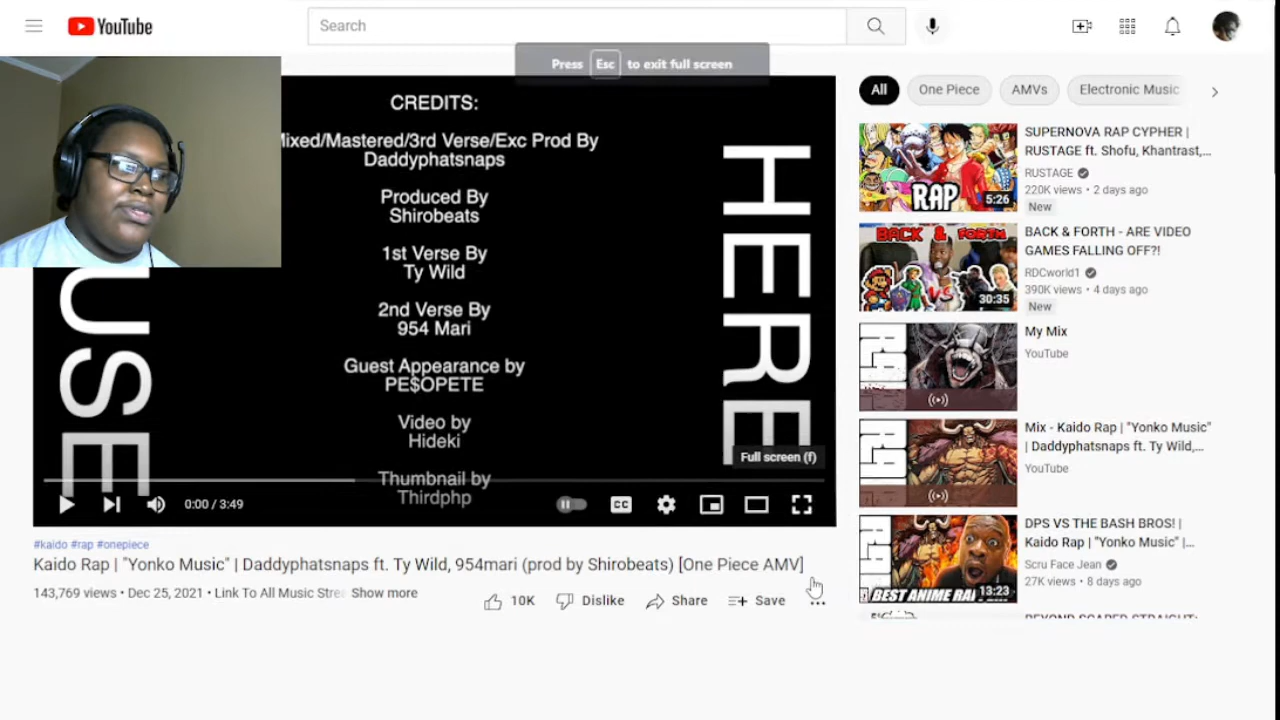 YouTube
Search
Press Esc to exit full screen
CREDITS:
Mixed/Mastered/3rd Verse/Exc Prod By
Daddyphatsnaps
Produced By
Shirobeats
1st Verse By
Ty Wild
2nd Verse By
954 Mari
Guest Appearance by
PE$OPETE
Video by
Hideki
Thumbnail by
Thirdphp
USE
HERE
Full screen (f)
0:00 / 3:49
CC
#kaido #rap #onepiece
Kaido Rap | "Yonko Music" | Daddyphatsnaps ft. Ty Wild, 954mari (prod by Shirobeats) [One Piece AMV]
143,769 views • Dec 25, 2021 • Link To All Music Stre Show more
10K Dislike Share Save
All One Piece AMVs Electronic Music
RAP
5:26
SUPERNOVA RAP CYPHER |
RUSTAGE ft. Shofu, Khantrast,...
RUSTAGE
220K views • 2 days ago
New
BACK & FORTH
VS
30:35
BACK & FORTH - ARE VIDEO
GAMES FALLING OFF?!
RDCworld1
390K views • 4 days ago
New
My Mix
YouTube
Mix - Kaido Rap | "Yonko Music"
| Daddyphatsnaps ft. Ty Wild,...
YouTube
BEST ANIME RA
13:23
DPS VS THE BASH BROS! |
Kaido Rap | "Yonko Music" |...
Scru Face Jean
27K views • 8 days ago
BEYOND SCARED STRAIGHT: